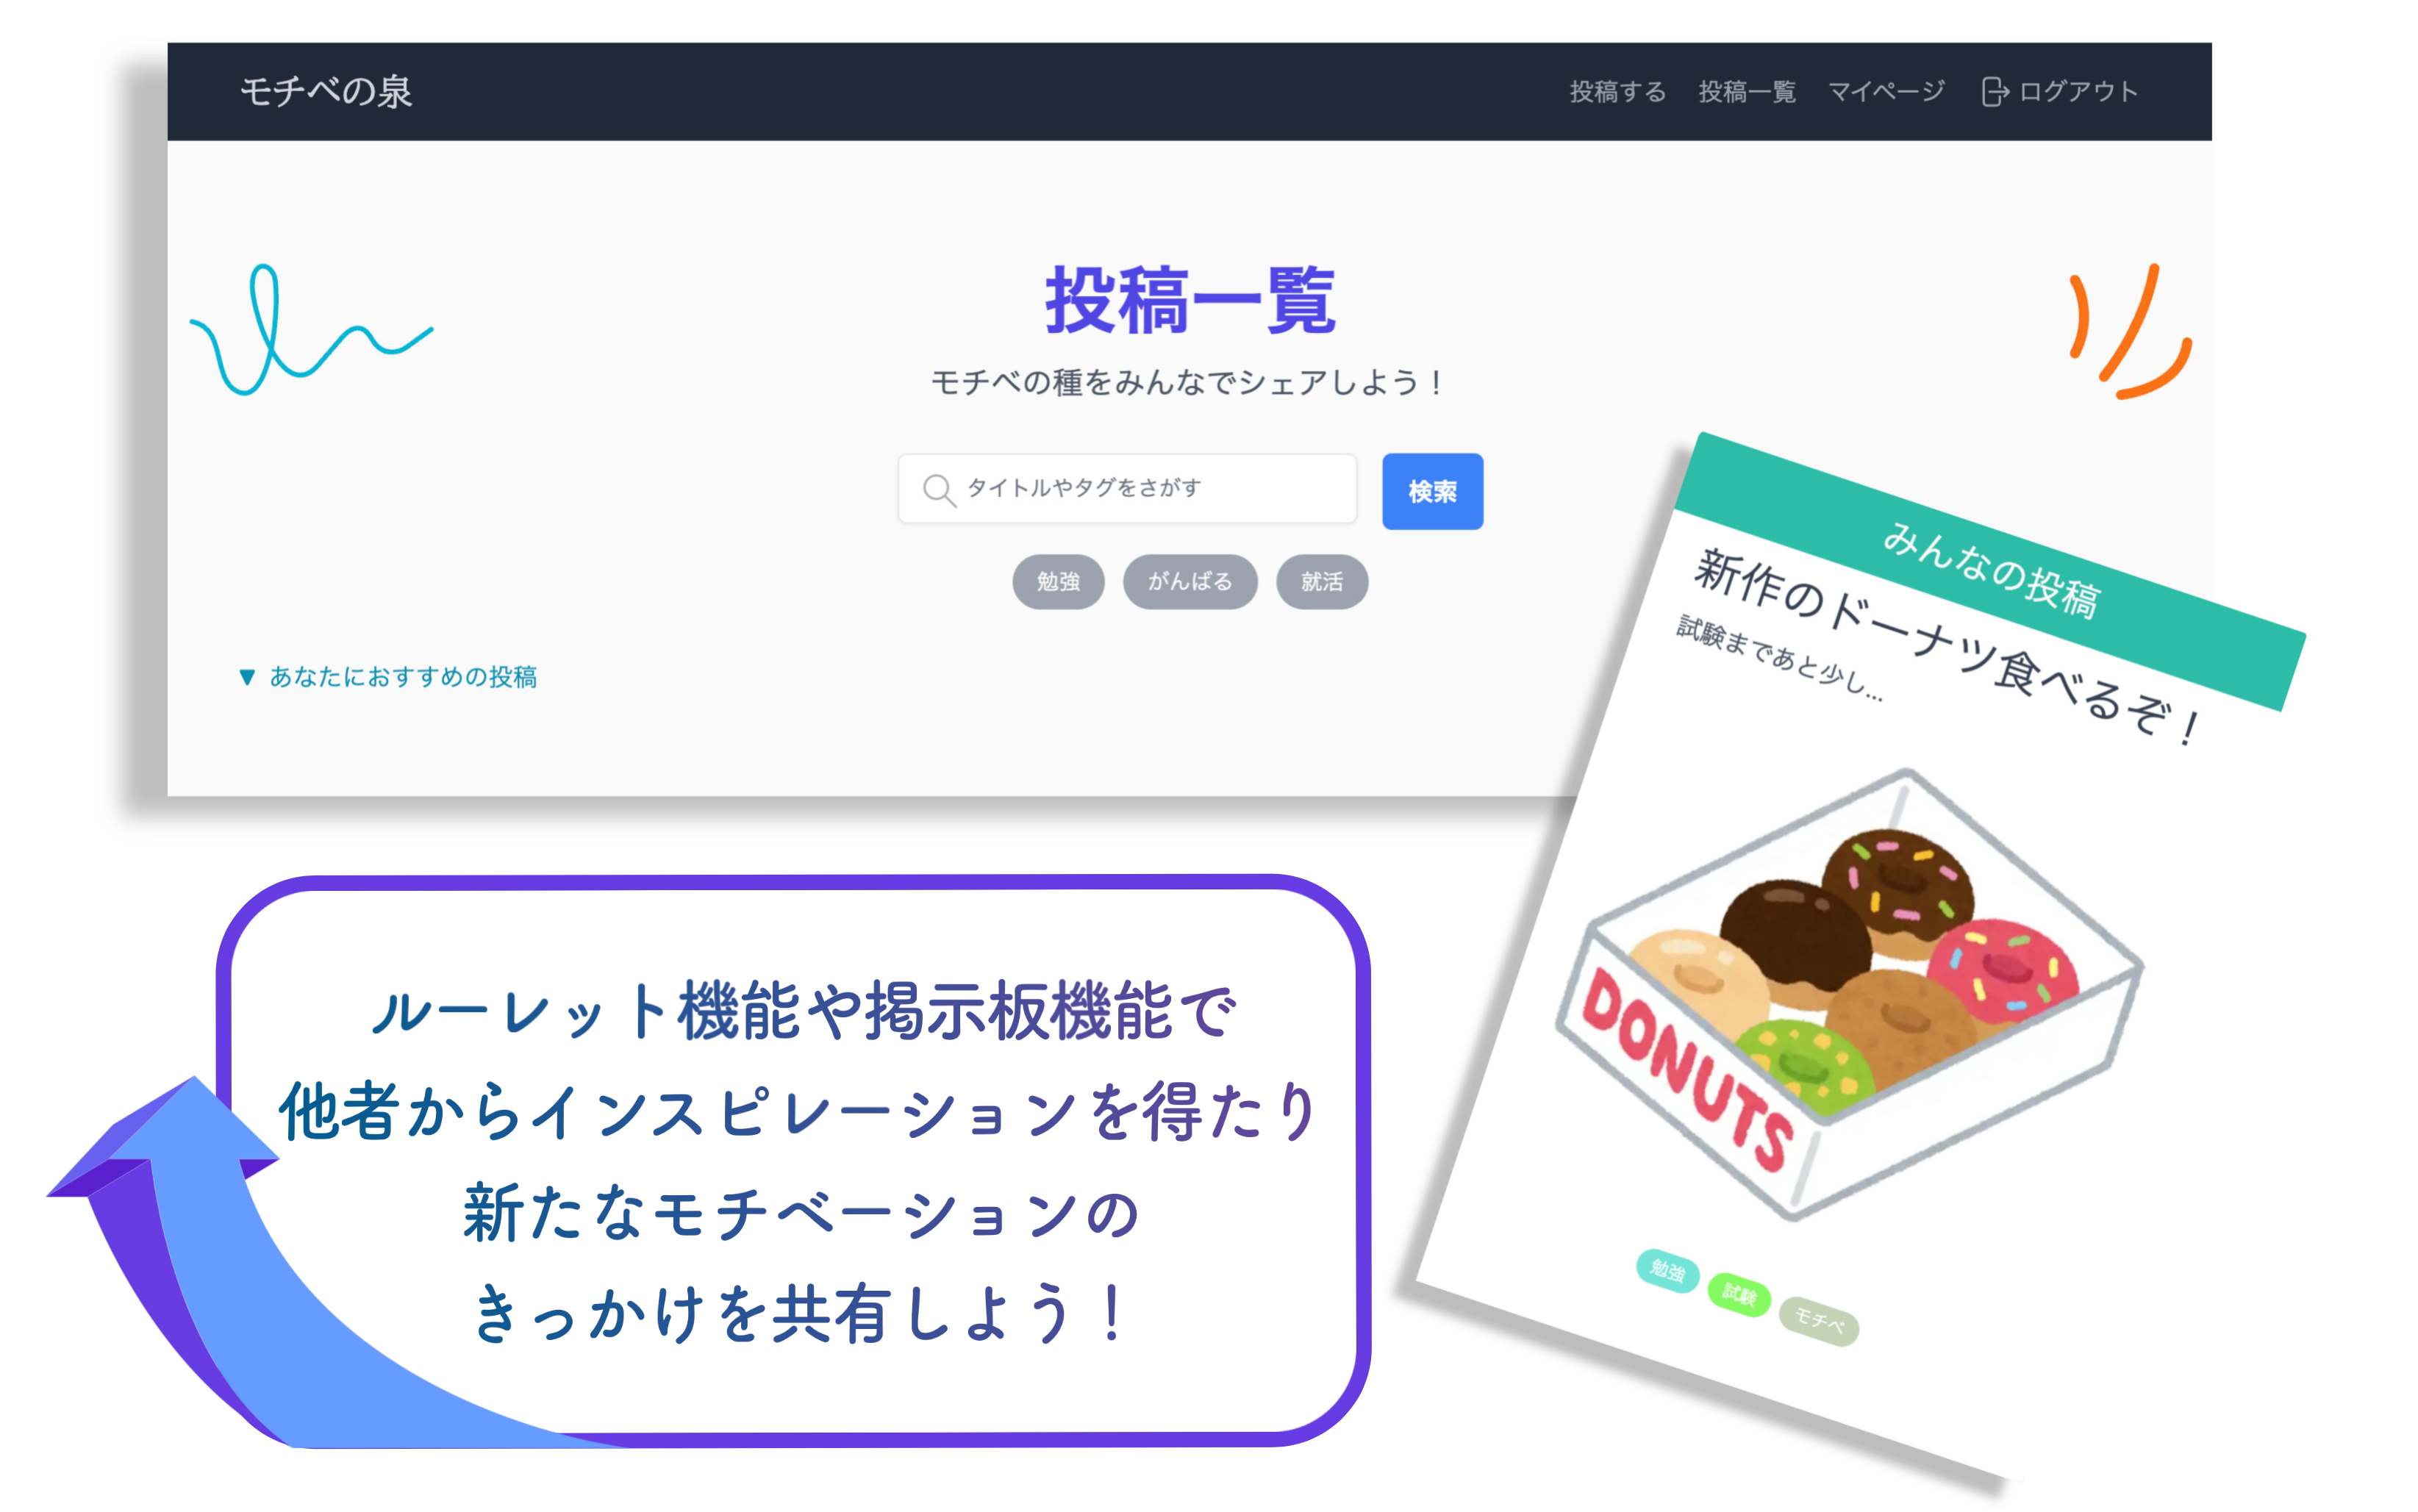 モチベの泉
投稿する 投稿一覧 マイページ ログアウト
投稿一覧
モチベの種をみんなでシェアしよう！
タイトルやタグをさがす
検索
勉強 がんばる 就活
▼ あなたにおすすめの投稿
みんなの投稿
新作のドーナツ食べるぞ！
試験まであと少し...
DONUTS
勉強 試験 モチベ
ルーレット機能や掲示板機能で
他者からインスピレーションを得たり
新たなモチベーションの
きっかけを共有しよう！